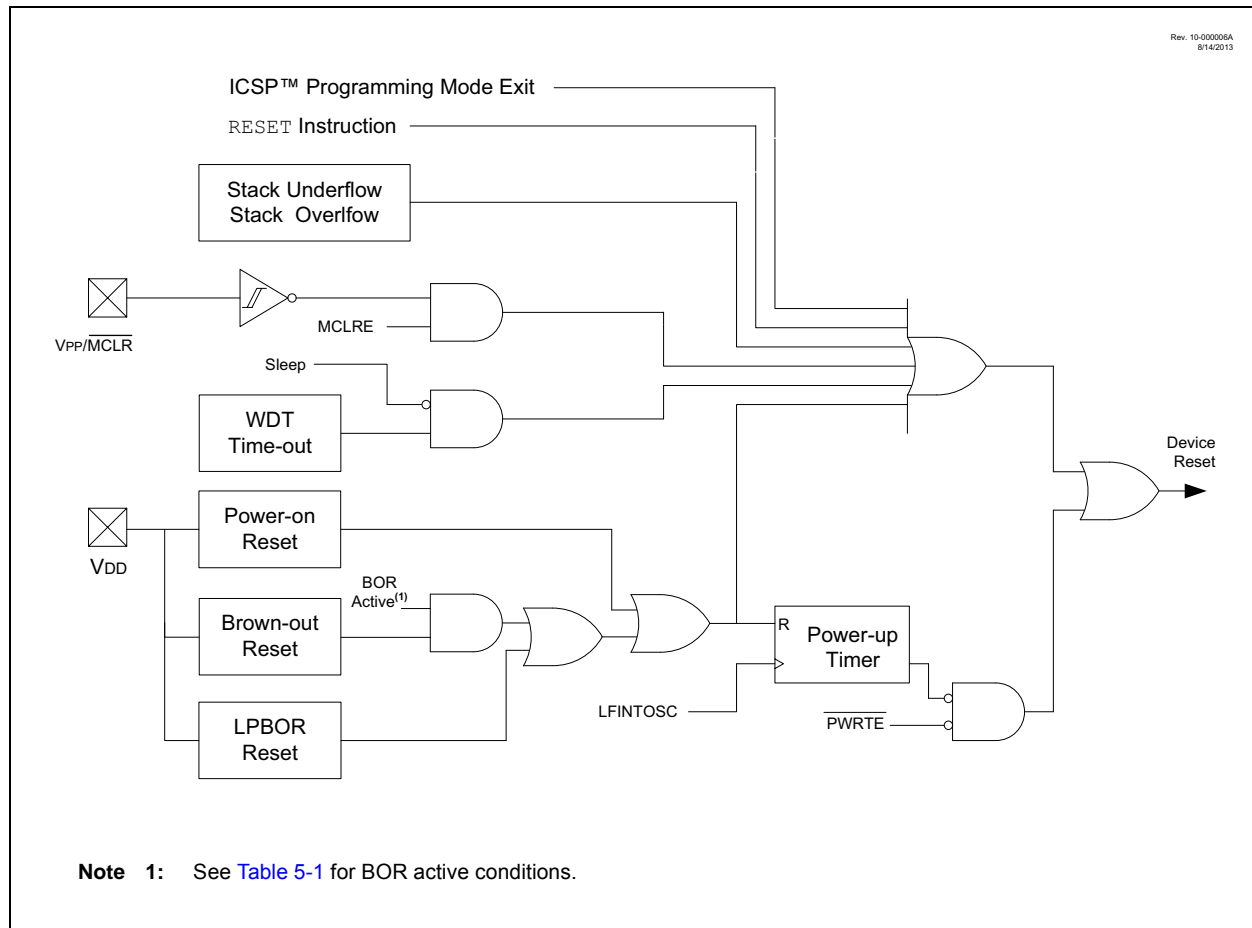 Rev. 10-000006A
8/14/2013
ICSP™ Programming Mode Exit
RESET Instruction
Stack Underflow
Stack Overlfow
VPP/MCLR
MCLRE
Sleep
WDT
Time-out
Device
Reset
Power-on
Reset
VDD
BOR
Active(1)
Brown-out
Reset
R
Power-up
Timer
LFINTOSC
PWRTE
LPBOR
Reset
Note 1: See Table 5-1 for BOR active conditions.